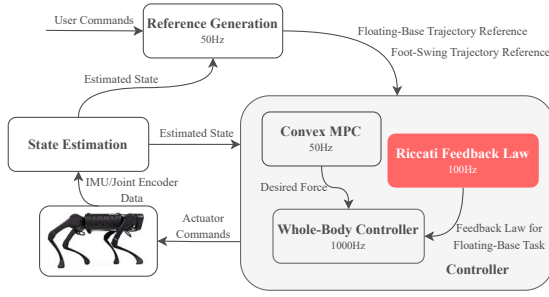 User Commands
Reference Generation
50Hz
Floating-Base Trajectory Reference
Foot-Swing Trajectory Reference
Estimated State
State Estimation
Estimated State
Convex MPC
50Hz
Riccati Feedback Law
100Hz
IMU/Joint Encoder
Data
Desired Force
Actuator
Commands
Whole-Body Controller
1000Hz
Feedback Law for
Floating-Base Task
Controller